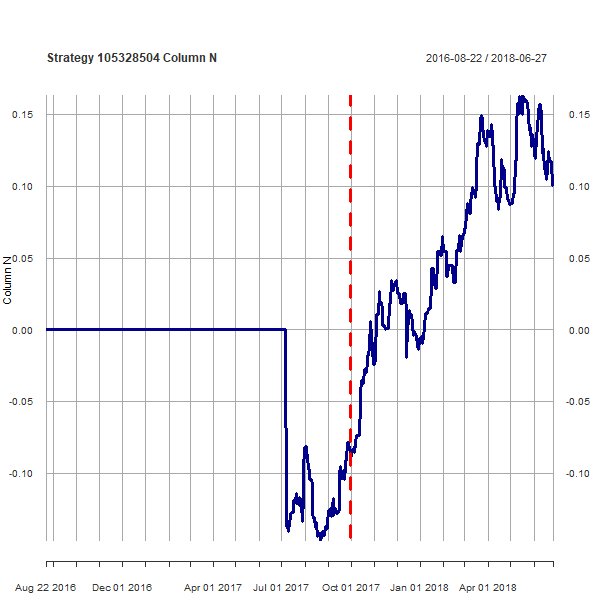 Strategy 105328504 Column N
2016-08-22 / 2018-06-27
0.15
0.15
0.10
0.10
0.05
0.05
0.00
0.00
-0.05
-0.05
-0.10
-0.10
Column N
Aug 22 2016
Dec 01 2016
Apr 01 2017
Jul 01 2017
Oct 01 2017
Jan 01 2018
Apr 01 2018